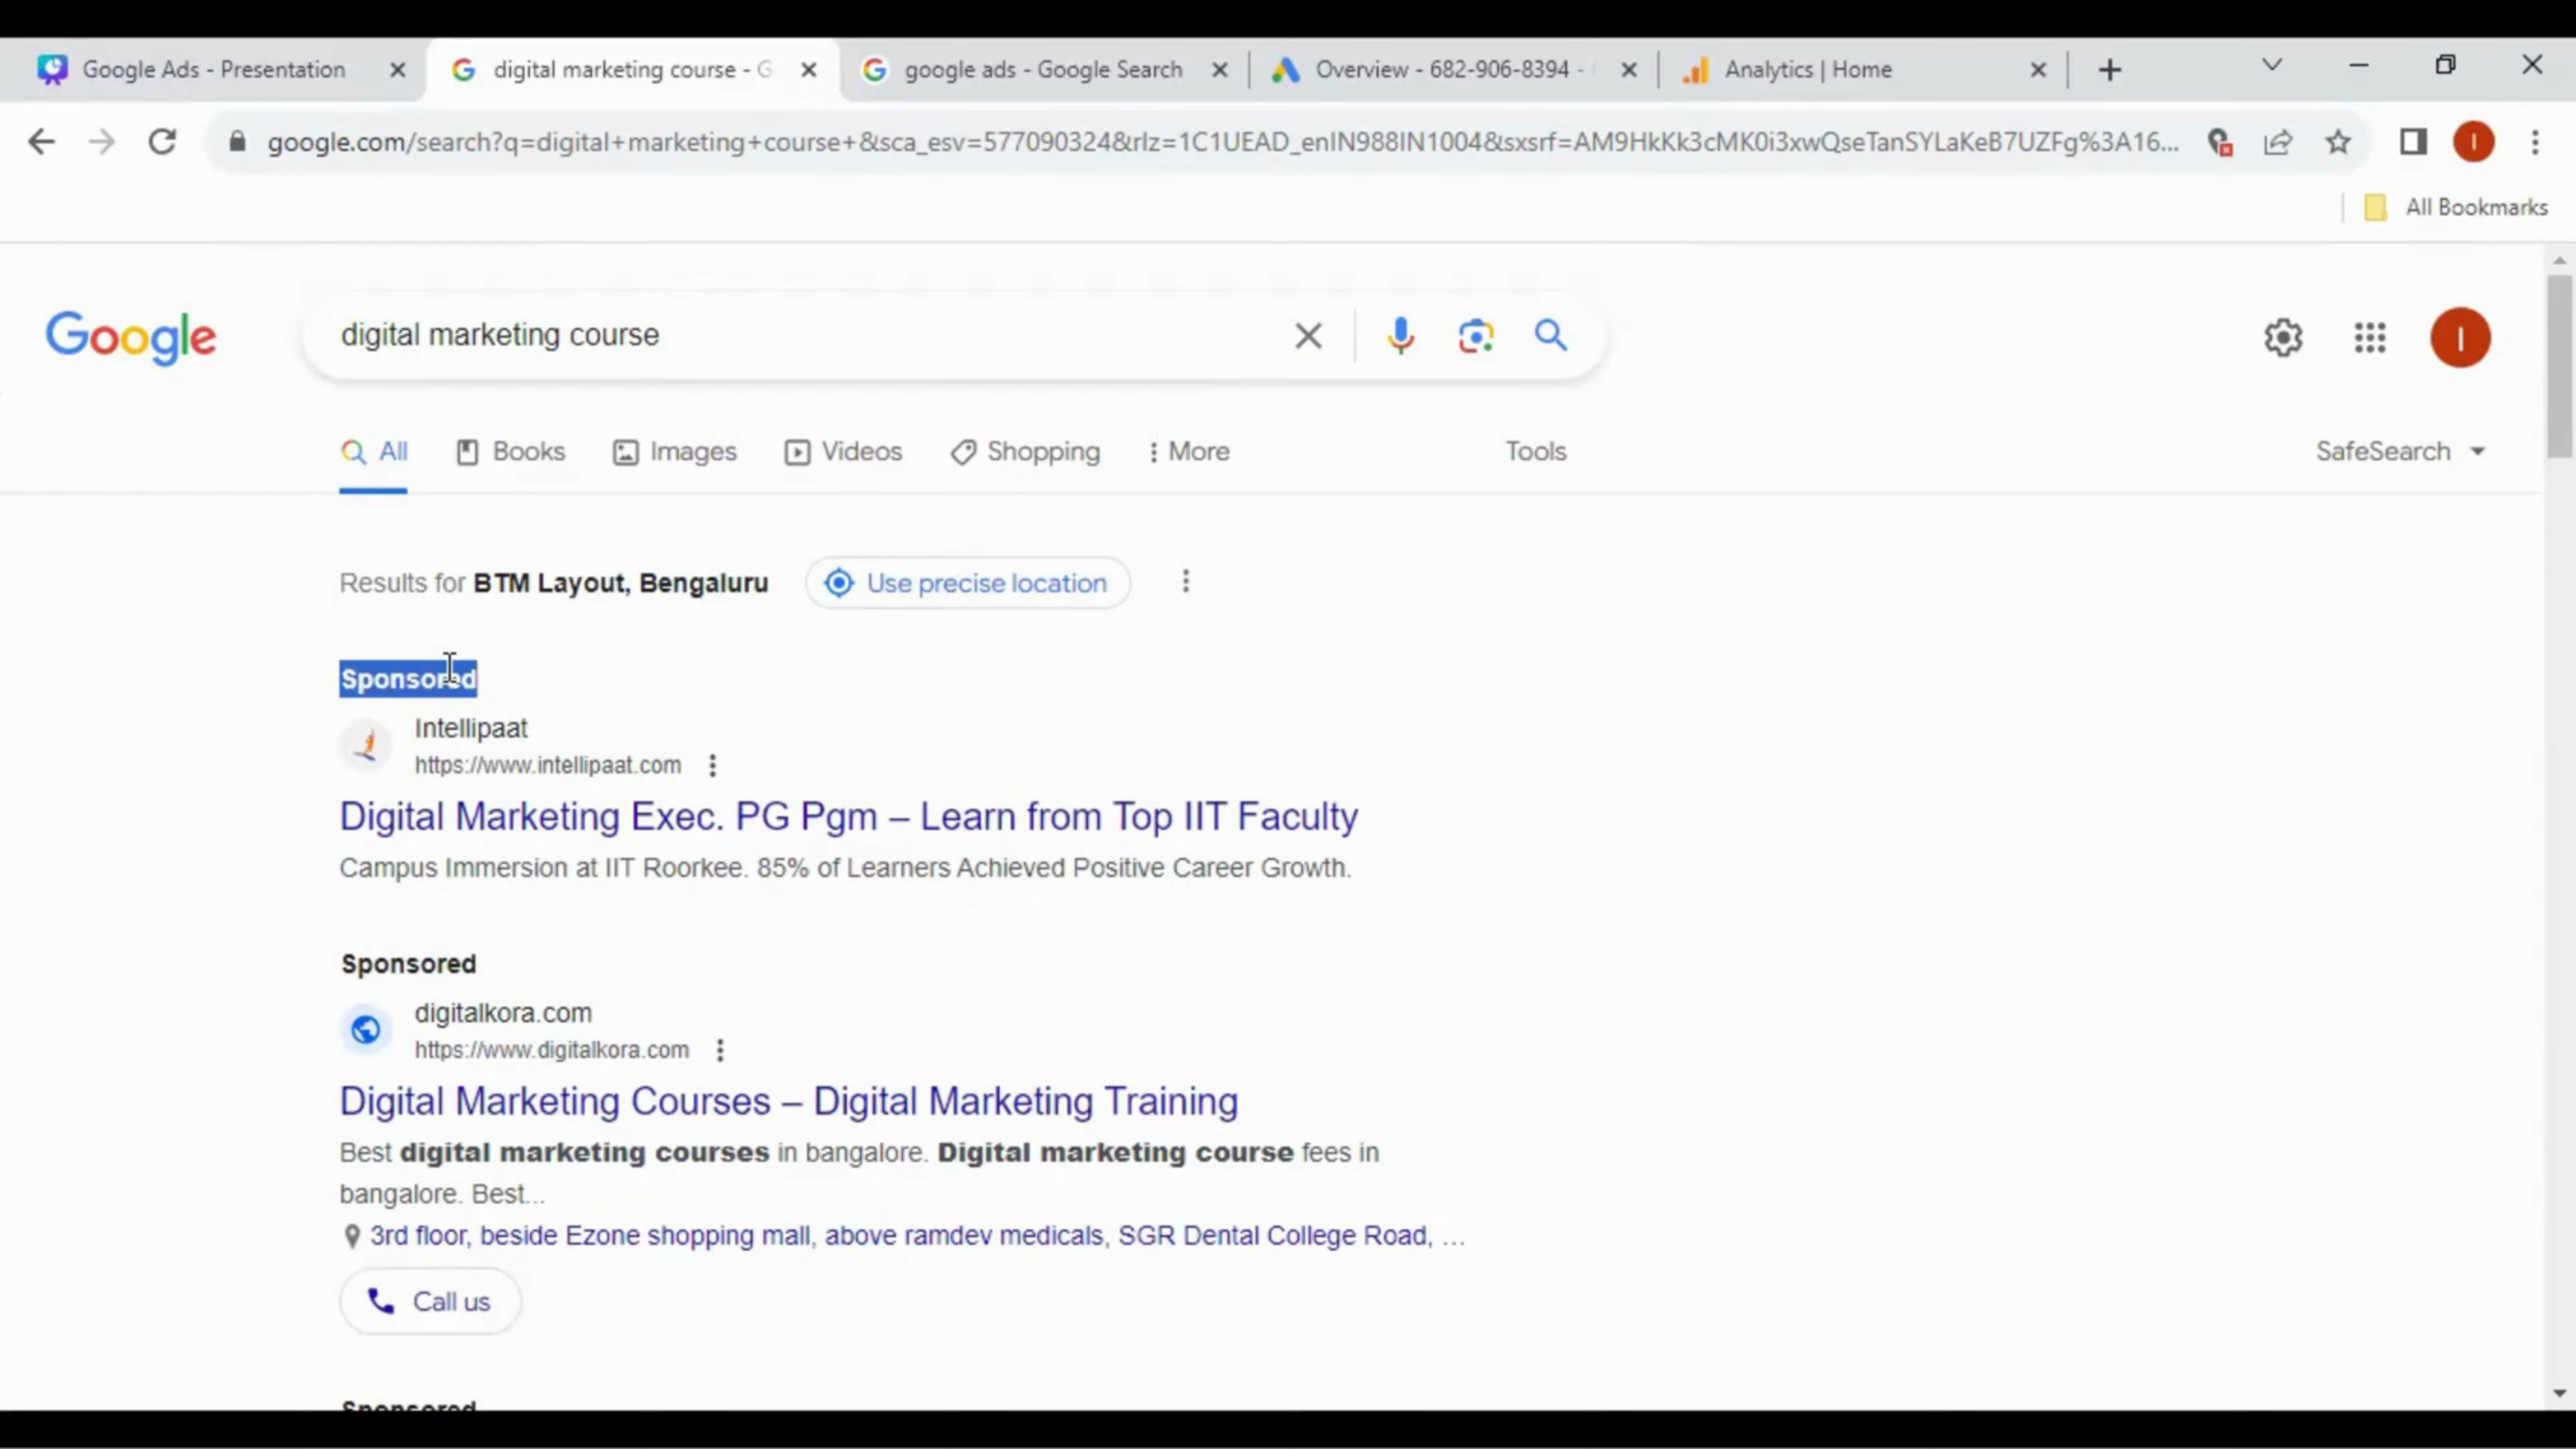 Google Ads - Presentation
digital marketing course - G
google ads - Google Search
Overview - 682-906-8394 -
Analytics | Home
google.com/search?q=digital+marketing+course+&sca_esv=577090324&rlz=1C1UEAD_enIN988IN1004&sxsrf=AM9HkKk3cMK0i3xwQseTanSYLaKeB7UZFg%3A16...
I
All Bookmarks
Google
digital marketing course
I
All
Books
Images
Videos
Shopping
More
Tools
SafeSearch
Results for BTM Layout, Bengaluru
Use precise location
Sponsored
Intellipaat
https://www.intellipaat.com
Digital Marketing Exec. PG Pgm – Learn from Top IIT Faculty
Campus Immersion at IIT Roorkee. 85% of Learners Achieved Positive Career Growth.
Sponsored
digitalkora.com
https://www.digitalkora.com
Digital Marketing Courses – Digital Marketing Training
Best digital marketing courses in bangalore. Digital marketing course fees in
bangalore. Best...
3rd floor, beside Ezone shopping mall, above ramdev medicals, SGR Dental College Road, ...
Call us
Sponsored